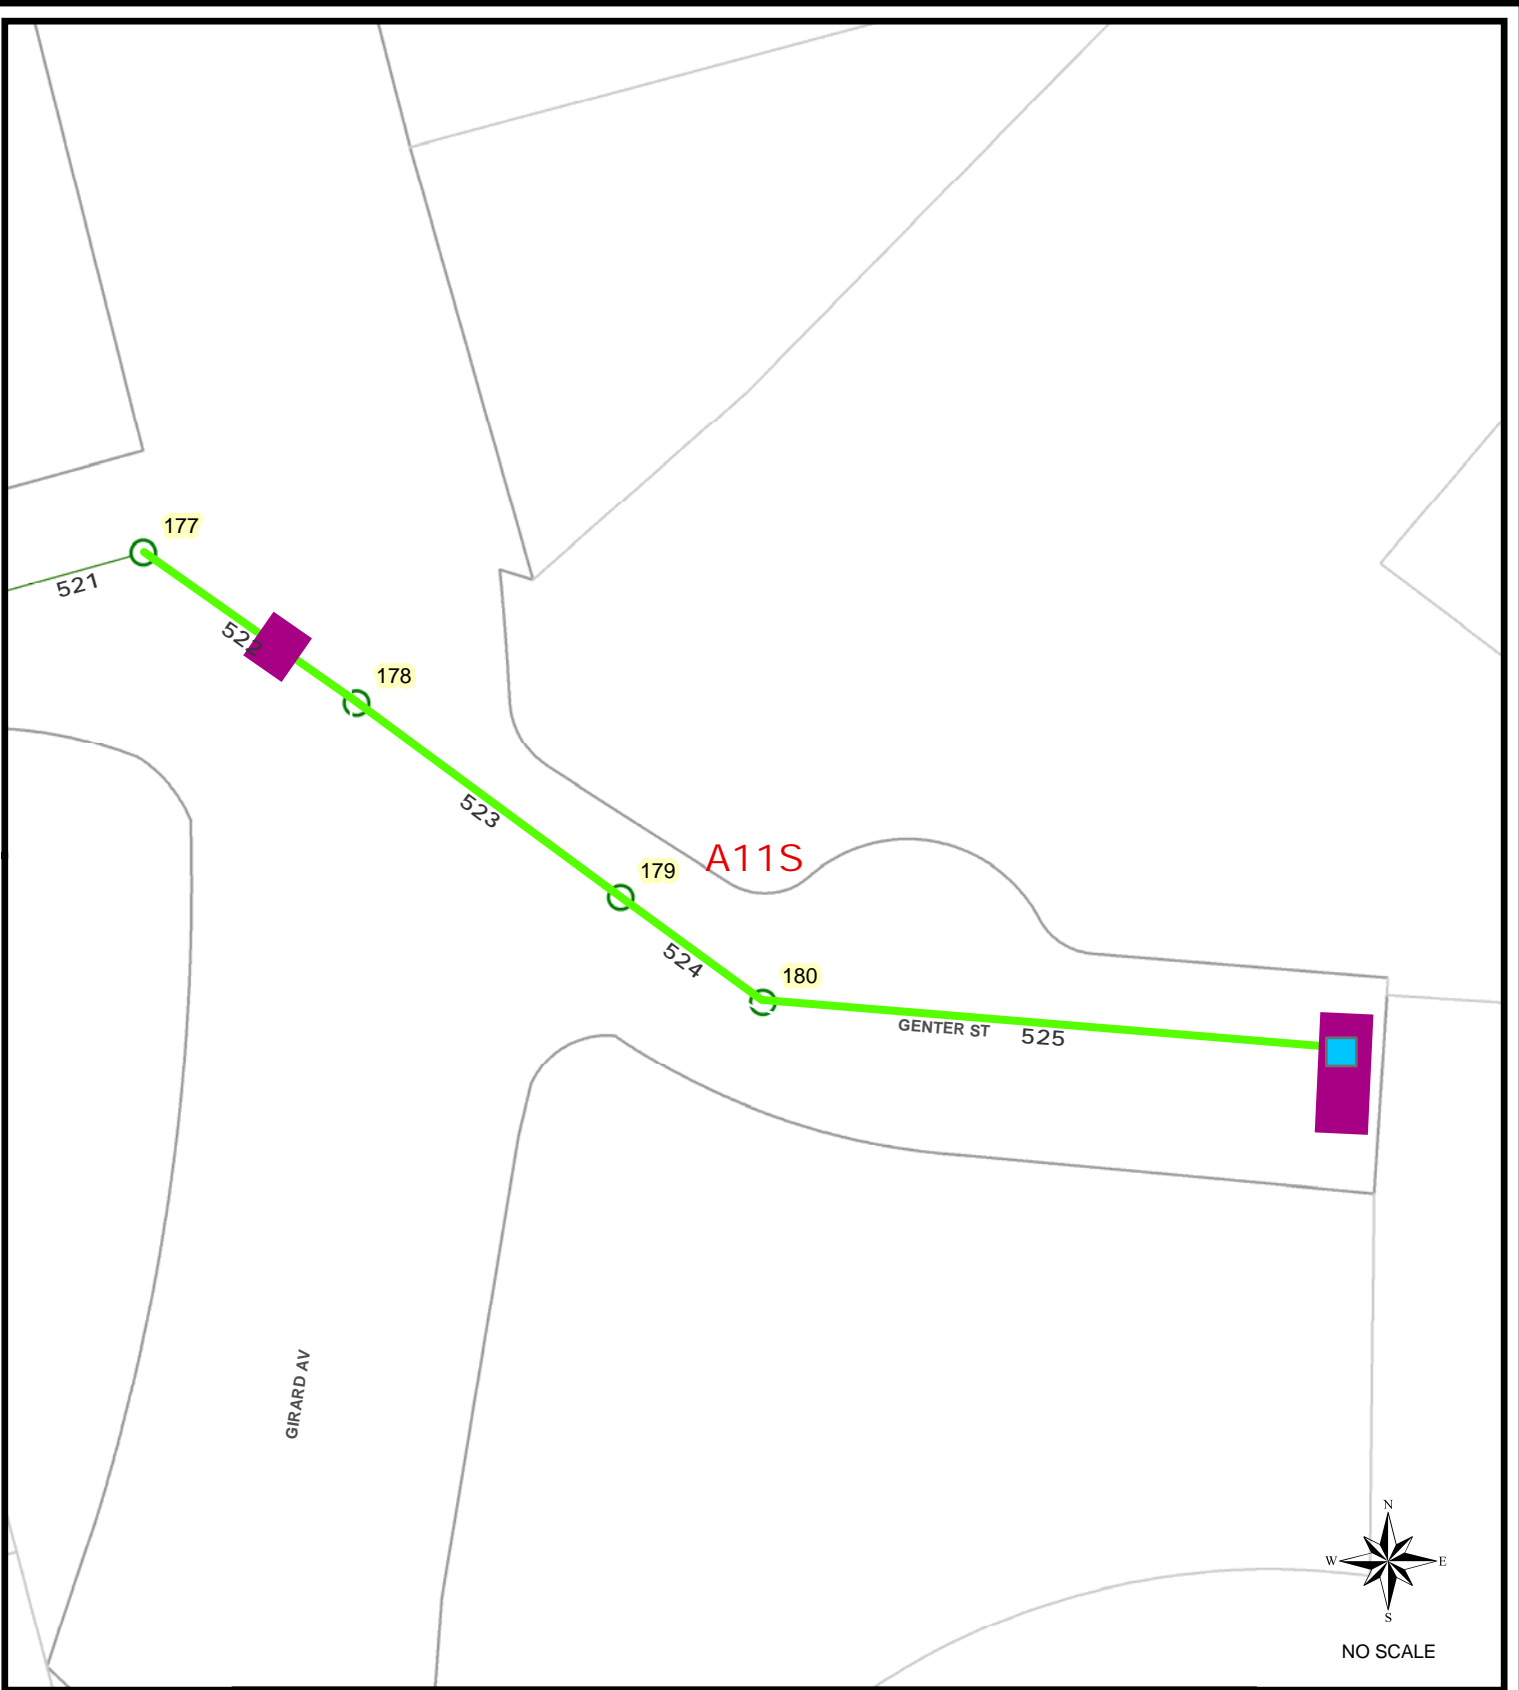 177
521
522
178
523
A11S
179
524
180
GENTER ST
525
GIRARD AV
N
W
E
S
NO SCALE